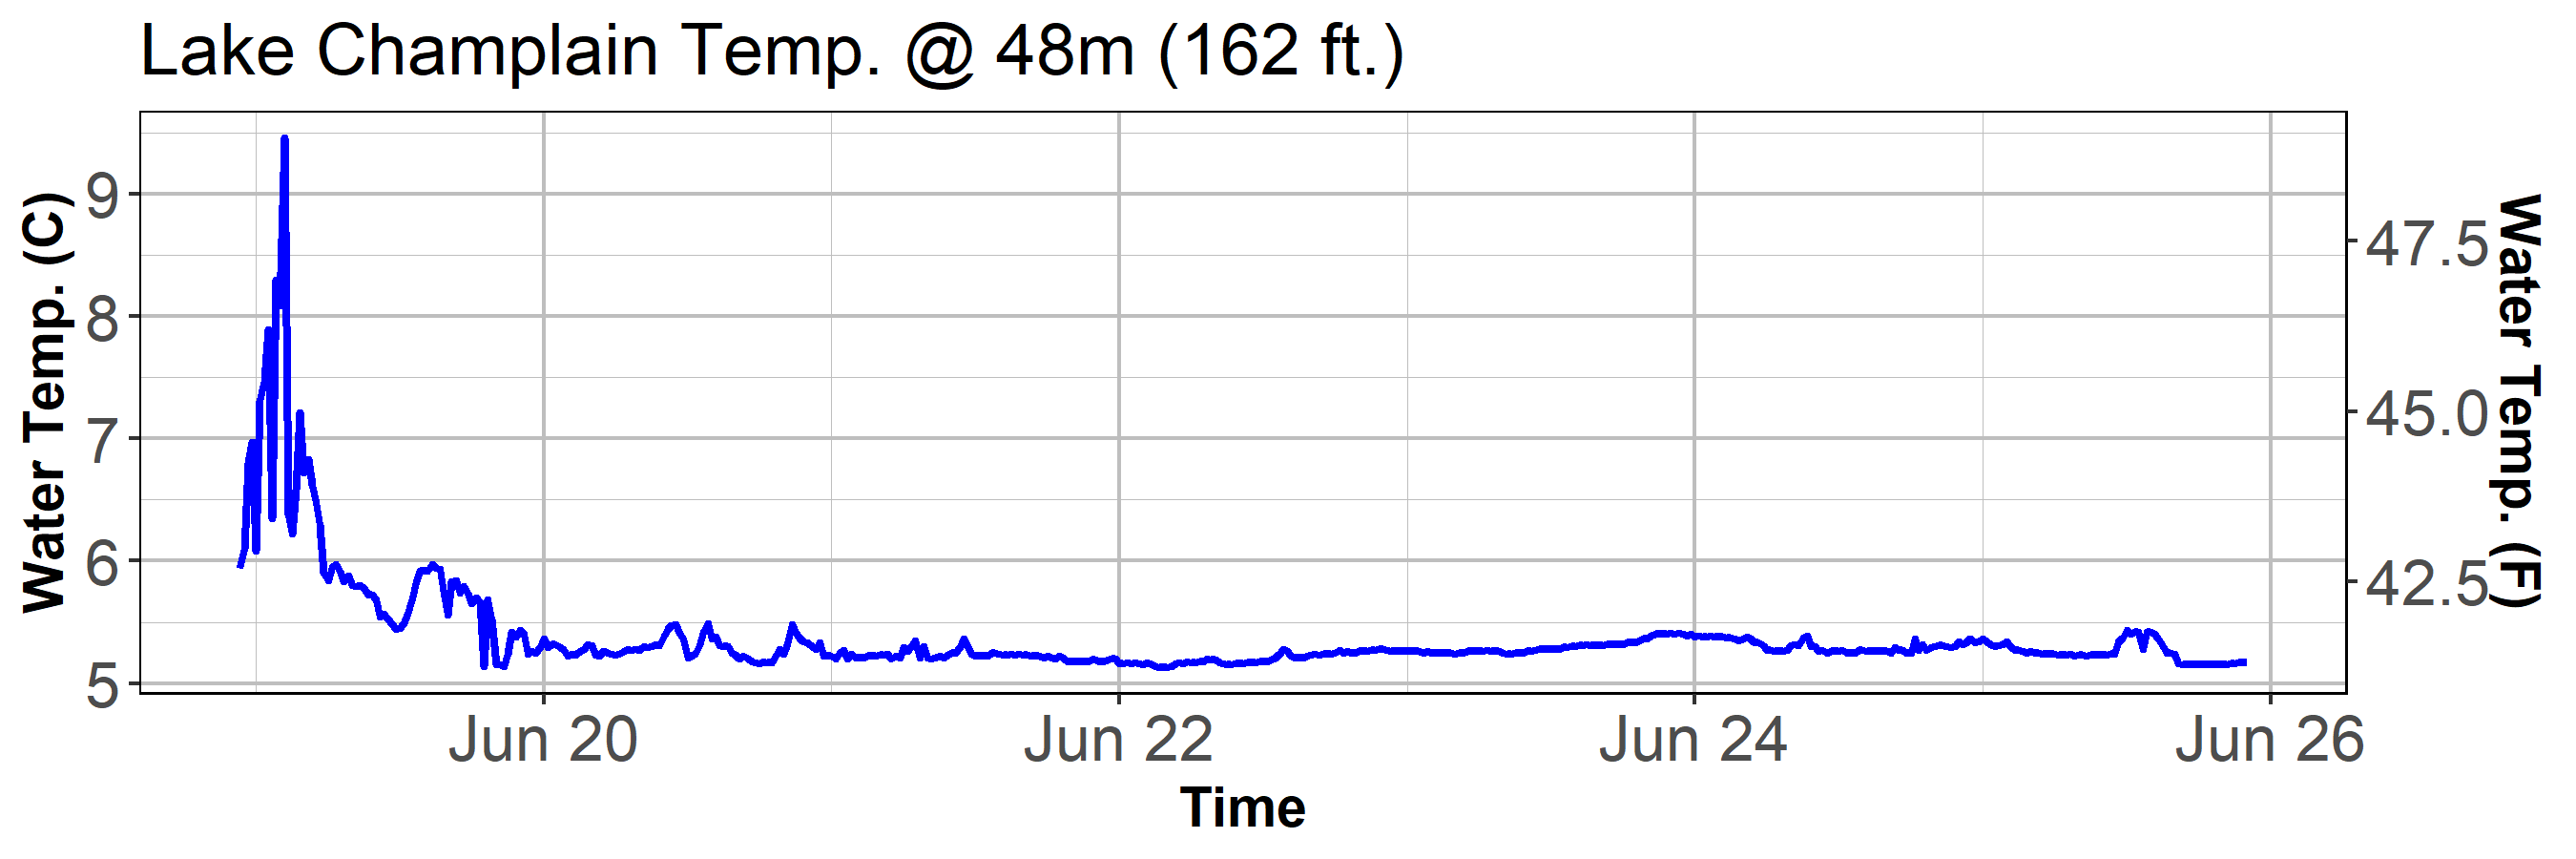 Lake Champlain Temp. @ 48m (162 ft.)
Water Temp. (C)
9
8
7
6
5
47.5
45.0
42.5
Water Temp. (F)
Jun 20
Jun 22
Jun 24
Jun 26
Time